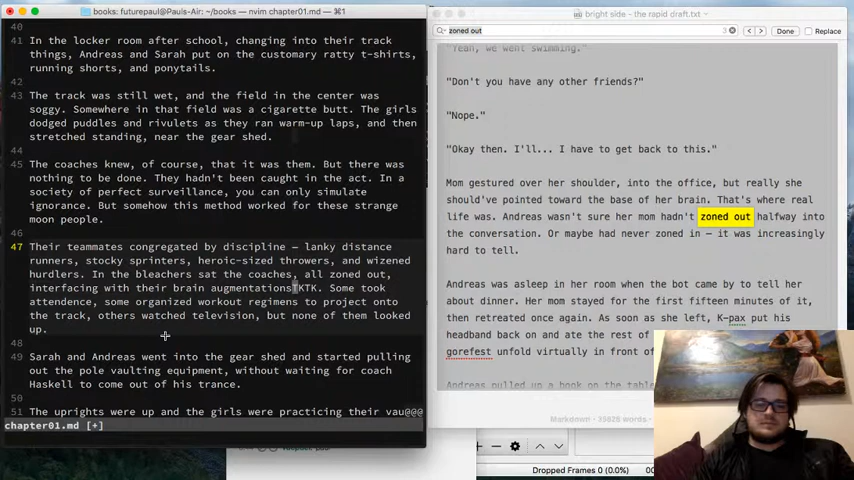 books: futurepaul@Pauls-Air: ~/books — nvim chapter01.md — ⌘1
40
41 In the locker room after school, changing into their track
things, Andreas and Sarah put on the customary ratty t-shirts,
running shorts, and ponytails.
42
43 The track was still wet, and the field in the center was
soggy. Somewhere in that field was a cigarette butt. The girls
dodged puddles and rivulets as they ran warm-up laps, and then
stretched standing, near the gear shed.
44
45 The coaches knew, of course, that it was them. But there was
nothing to be done. They hadn't been caught in the act. In a
society of perfect surveillance, you can only simulate
ignorance. But somehow this method worked for these strange
moon people.
46
47 Their teammates congregated by discipline — lanky distance
runners, stocky sprinters, heroic-sized throwers, and wizened
hurdlers. In the bleachers sat the coaches, all zoned out,
interfacing with their brain augmentationsTKTK. Some took
attendence, some organized workout regimens to project onto
the track, others watched television, but none of them looked
up.
48
49 Sarah and Andreas went into the gear shed and started pulling
out the pole vaulting equipment, without waiting for coach
Haskell to come out of his trance.
50
51 The uprights were up and the girls were practicing their vau@@@
chapter01.md [+]
bright side — the rapid draft.txt
zoned out
3
Done
Replace
"Yeah, we went swimming."
"Don't you have any other friends?"
"Nope."
"Okay then. I'll... I have to get back to this."
Mom gestured over her shoulder, into the office, but really she
should've pointed toward the base of her brain. That's where real
life was. Andreas wasn't sure her mom hadn't zoned out halfway into
the conversation. Or maybe had never zoned in — it was increasingly
hard to tell.
Andreas was asleep in her room when the bot came by to tell her
about dinner. Her mom stayed for the first fifteen minutes of it,
then retreated once again. As soon as she left, K-pax put his
headband back on and ate the rest of
gorefest unfold virtually in front of
Andreas pulled up a book on the table
Markdown
Dropped Frames 0 (0.0%)